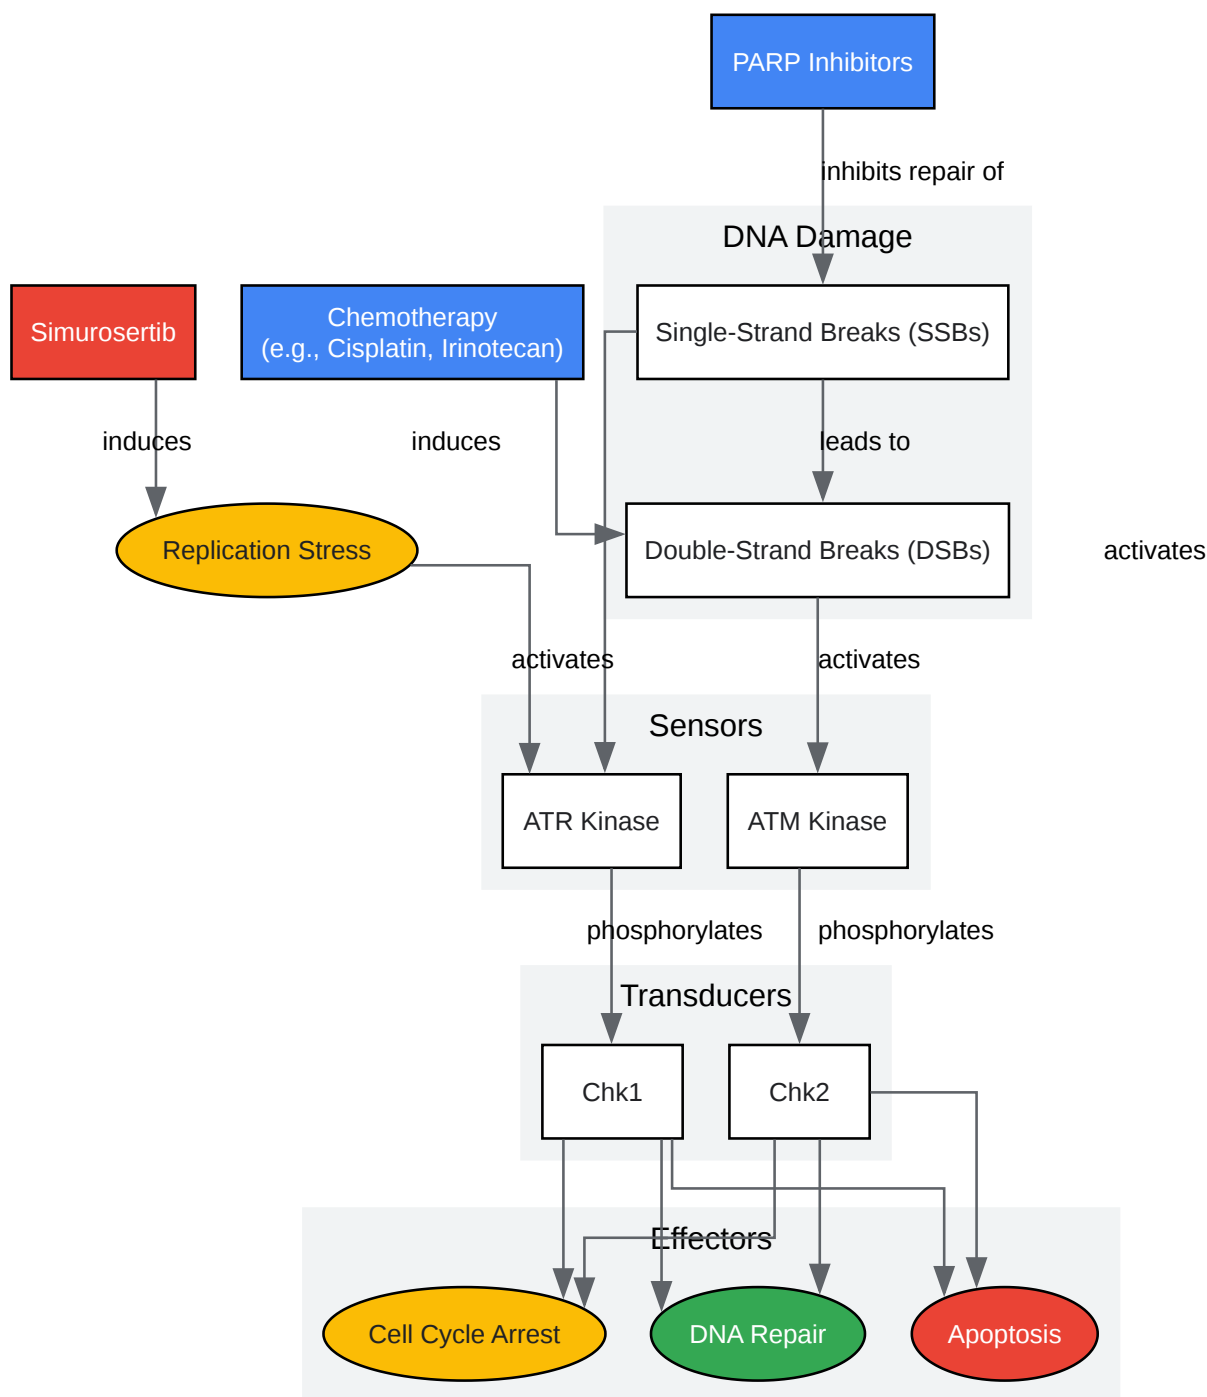 PARP Inhibitors
inhibits repair of
DNA Damage
Simurosertib
Chemotherapy
(e.g., Cisplatin, Irinotecan)
Single-Strand Breaks (SSBs)
induces
induces
leads to
Replication Stress
Double-Strand Breaks (DSBs)
activates
activates
activates
Sensors
ATR Kinase
ATM Kinase
phosphorylates
phosphorylates
Transducers
Chk1
Chk2
Effectors
Cell Cycle Arrest
DNA Repair
Apoptosis